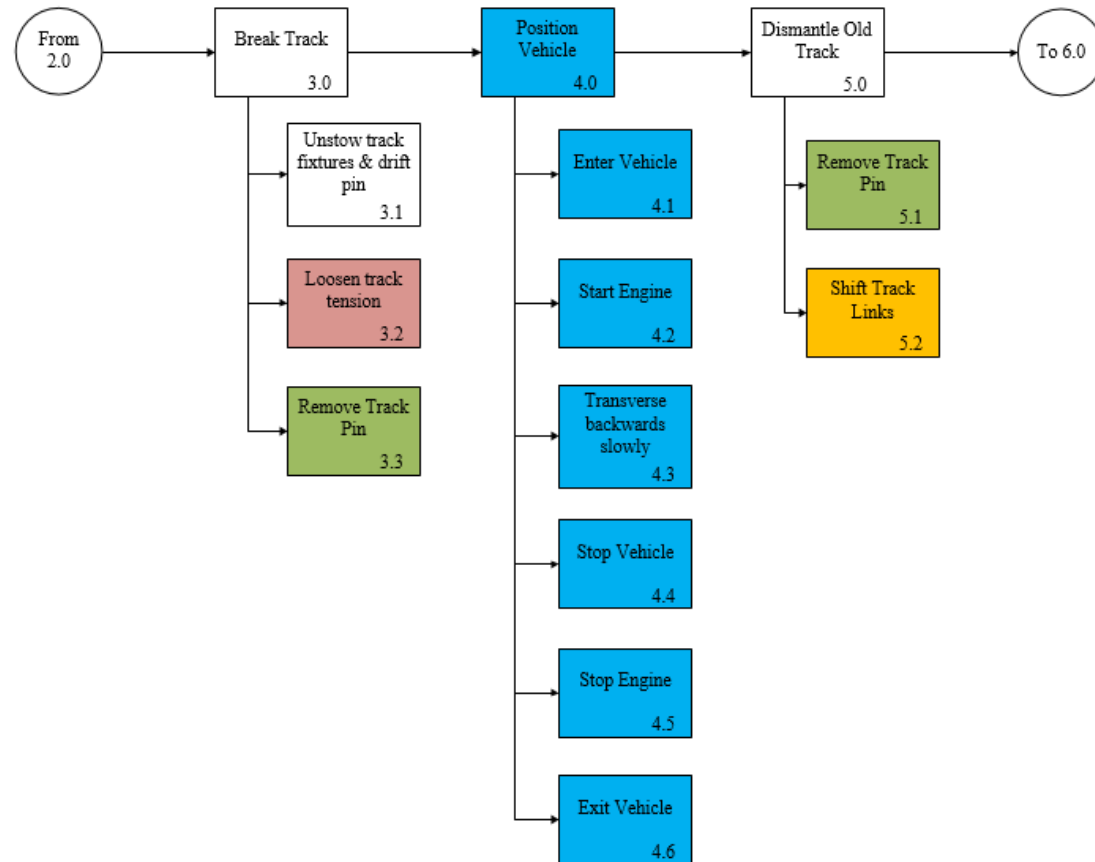 From
2.0
Break Track
3.0
Position
Vehicle
4.0
Dismantle Old
Track
5.0
To 6.0
Unstow track
fixtures & drift
pin
3.1
Loosen track
tension
3.2
Remove Track
Pin
3.3
Enter Vehicle
4.1
Start Engine
4.2
Transverse
backwards
slowly
4.3
Stop Vehicle
4.4
Stop Engine
4.5
Exit Vehicle
4.6
Remove Track
Pin
5.1
Shift Track
Links
5.2